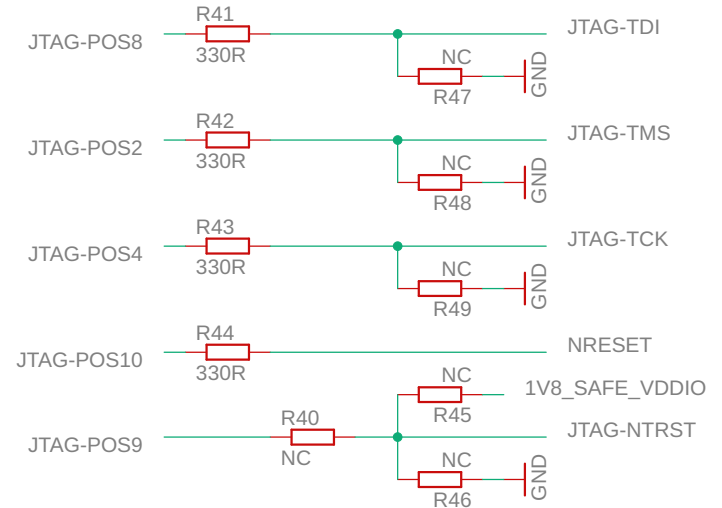 R41
JTAG-POS8
330R
JTAG-TDI
NC
R47
GND
R42
JTAG-POS2
330R
JTAG-TMS
NC
R48
GND
R43
JTAG-POS4
330R
JTAG-TCK
NC
R49
GND
R44
JTAG-POS10
330R
NRESET
NC
R45
1V8_SAFE_VDDIO
R40
JTAG-POS9
NC
JTAG-NTRST
NC
R46
GND